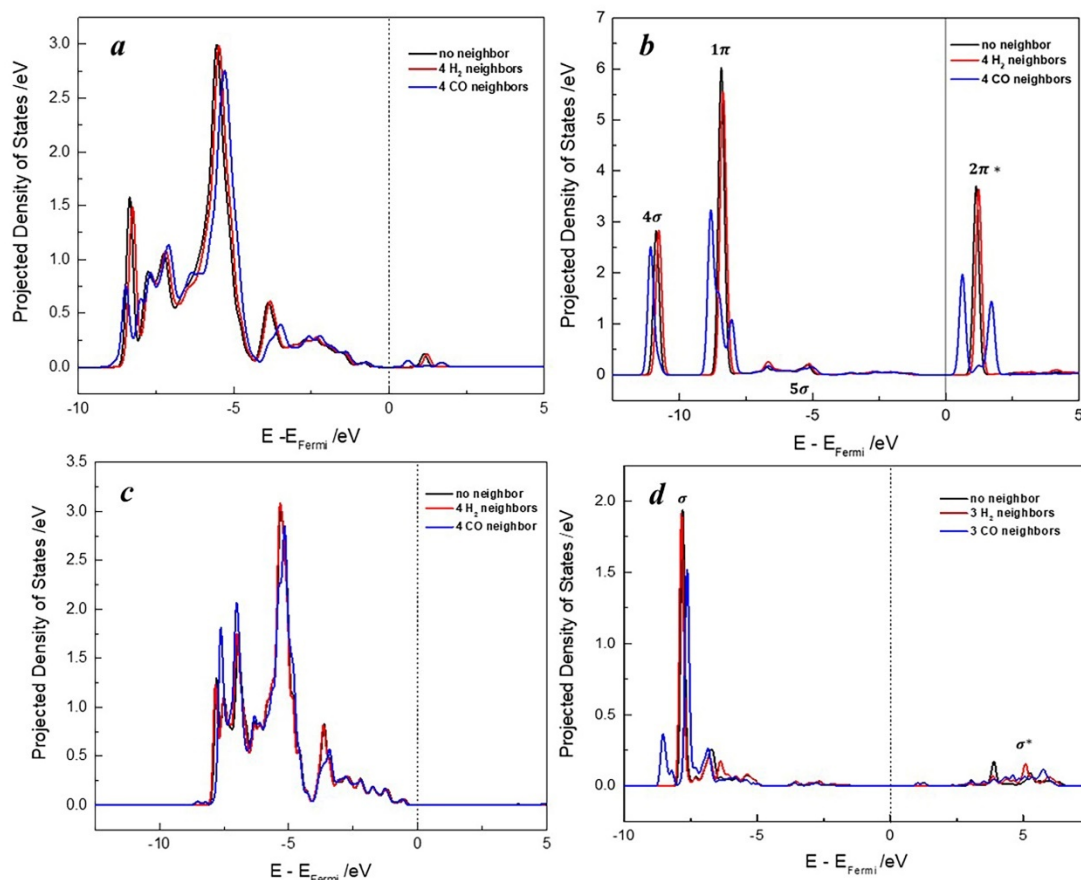 a
no neighbor
4 H2 neighbors
4 CO neighbors
Projected Density of States /eV
3.0
2.5
2.0
1.5
1.0
0.5
0.0
-10
-5
0
5
E -EFermi /eV
b
1π
no neighbor
4 H2 neighbors
4 CO neighbors
2π *
4σ
5σ
Projected Density of States /eV
7
6
5
4
3
2
1
0
-10
-5
0
5
E - EFermi /eV
c
no neighbor
4 H2 neighbors
4 CO neighbor
Projected Density of States /eV
3.5
3.0
2.5
2.0
1.5
1.0
0.5
0.0
-10
-5
0
5
E - EFermi /eV
d
σ
no neighbor
3 H2 neighbors
3 CO neighbors
σ*
Projected Density of States /eV
2.0
1.5
1.0
0.5
0.0
-10
-5
0
5
E - EFermi /eV